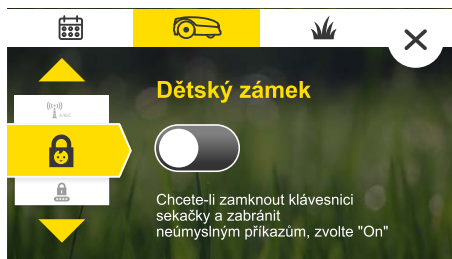 Dětský zámek
Chcete-li zamknout klávesnici
sekačky a zabránit
neúmyslným příkazům, zvolte "On"